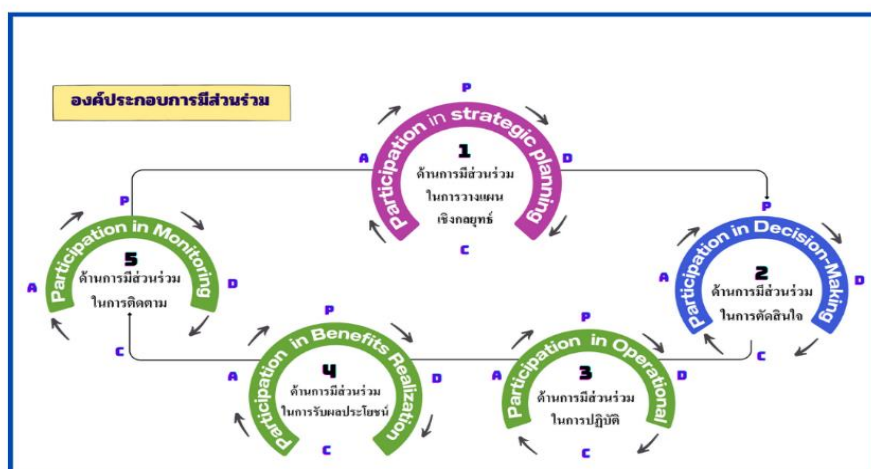 องค์ประกอบการมีส่วนร่วม
P
A
D
C
Participation in strategic planning
1
ด้านการมีส่วนร่วม
ในการวางแผน
เชิงกลยุทธ์
P
A
D
C
Participation in Decision-Making
2
ด้านการมีส่วนร่วม
ในการตัดสินใจ
P
A
D
C
Participation in Operational
3
ด้านการมีส่วนร่วม
ในการปฏิบัติ
P
A
D
C
Participation in Benefits Realization
4
ด้านการมีส่วนร่วม
ในการรับผลประโยชน์
P
A
D
C
Participation in Monitoring
5
ด้านการมีส่วนร่วม
ในการติดตาม